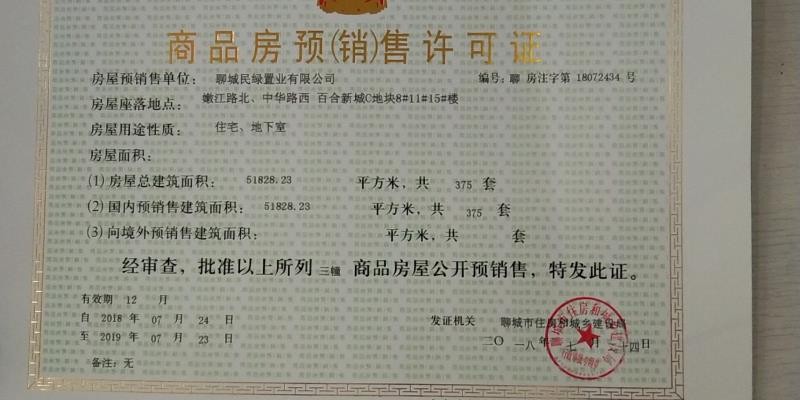 商品房预(销)售许可证
房屋预销售单位： 聊城民绿置业有限公司 编号：聊 房注字第 18072434 号
房屋座落地点： 嫩江路北、中华路西 百合新城C地块8#11#15#楼
房屋用途性质： 住宅、地下室
房屋面积：
(1) 房屋总建筑面积： 51828.23 平方米，共 375 套
(2) 国内预销售建筑面积： 51828.23 平方米，共 375 套
(3) 向境外预销售建筑面积： 平方米，共 套
经审查，批准以上所列 三幢 商品房屋公开预销售，特发此证。
有效期 12 月
自 2018 年 07 月 24 日
至 2019 年 07 月 23 日
发证机关 聊城市住房和城乡建设局
二〇一八年 七 月 二十四日
备注：无